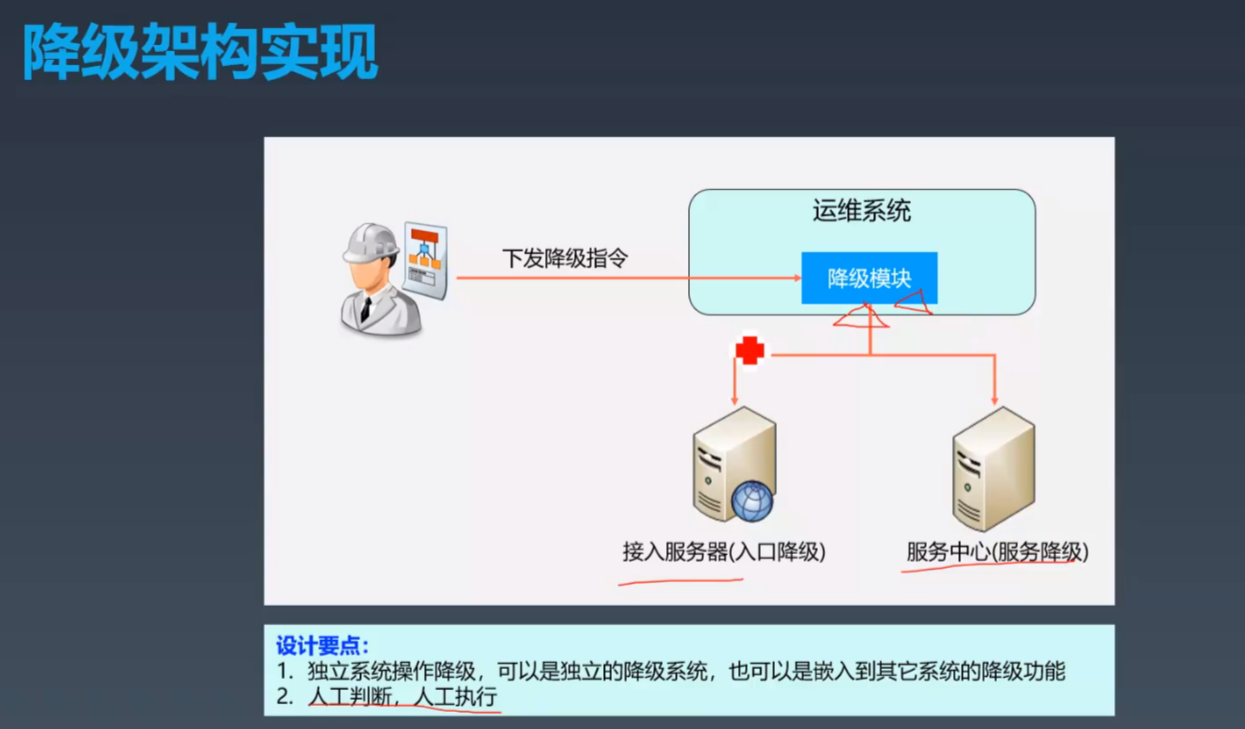 降级架构实现
运维系统
下发降级指令
降级模块
接入服务器(入口降级)
服务中心(服务降级)
设计要点：
1. 独立系统操作降级，可以是独立的降级系统，也可以是嵌入到其它系统的降级功能
2. 人工判断，人工执行